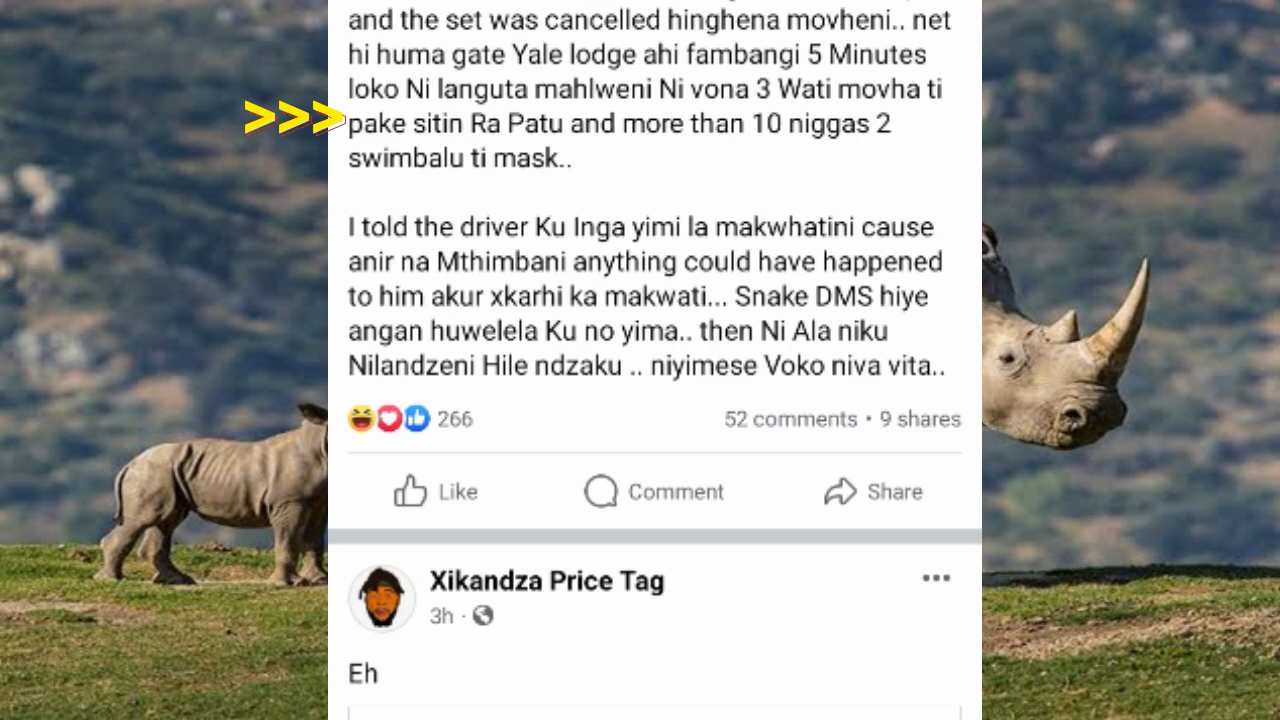 and the set was cancelled hinghena movheni.. net
hi huma gate Yale lodge ahi fambangi 5 Minutes
loko Ni languta mahlweni Ni vona 3 Wati movha ti
>>> pake sitin Ra Patu and more than 10 niggas 2
swimbalu ti mask..
I told the driver Ku Inga yimi la makwhatini cause
anir na Mthimbani anything could have happened
to him akur xkarhi ka makwati... Snake DMS hiye
angan huwelela Ku no yima.. then Ni Ala niku
Nilandzeni Hile ndzaku .. niyimese Voko niva vita..
266 52 comments • 9 shares
Like Comment Share
Xikandza Price Tag
3h ·
Eh